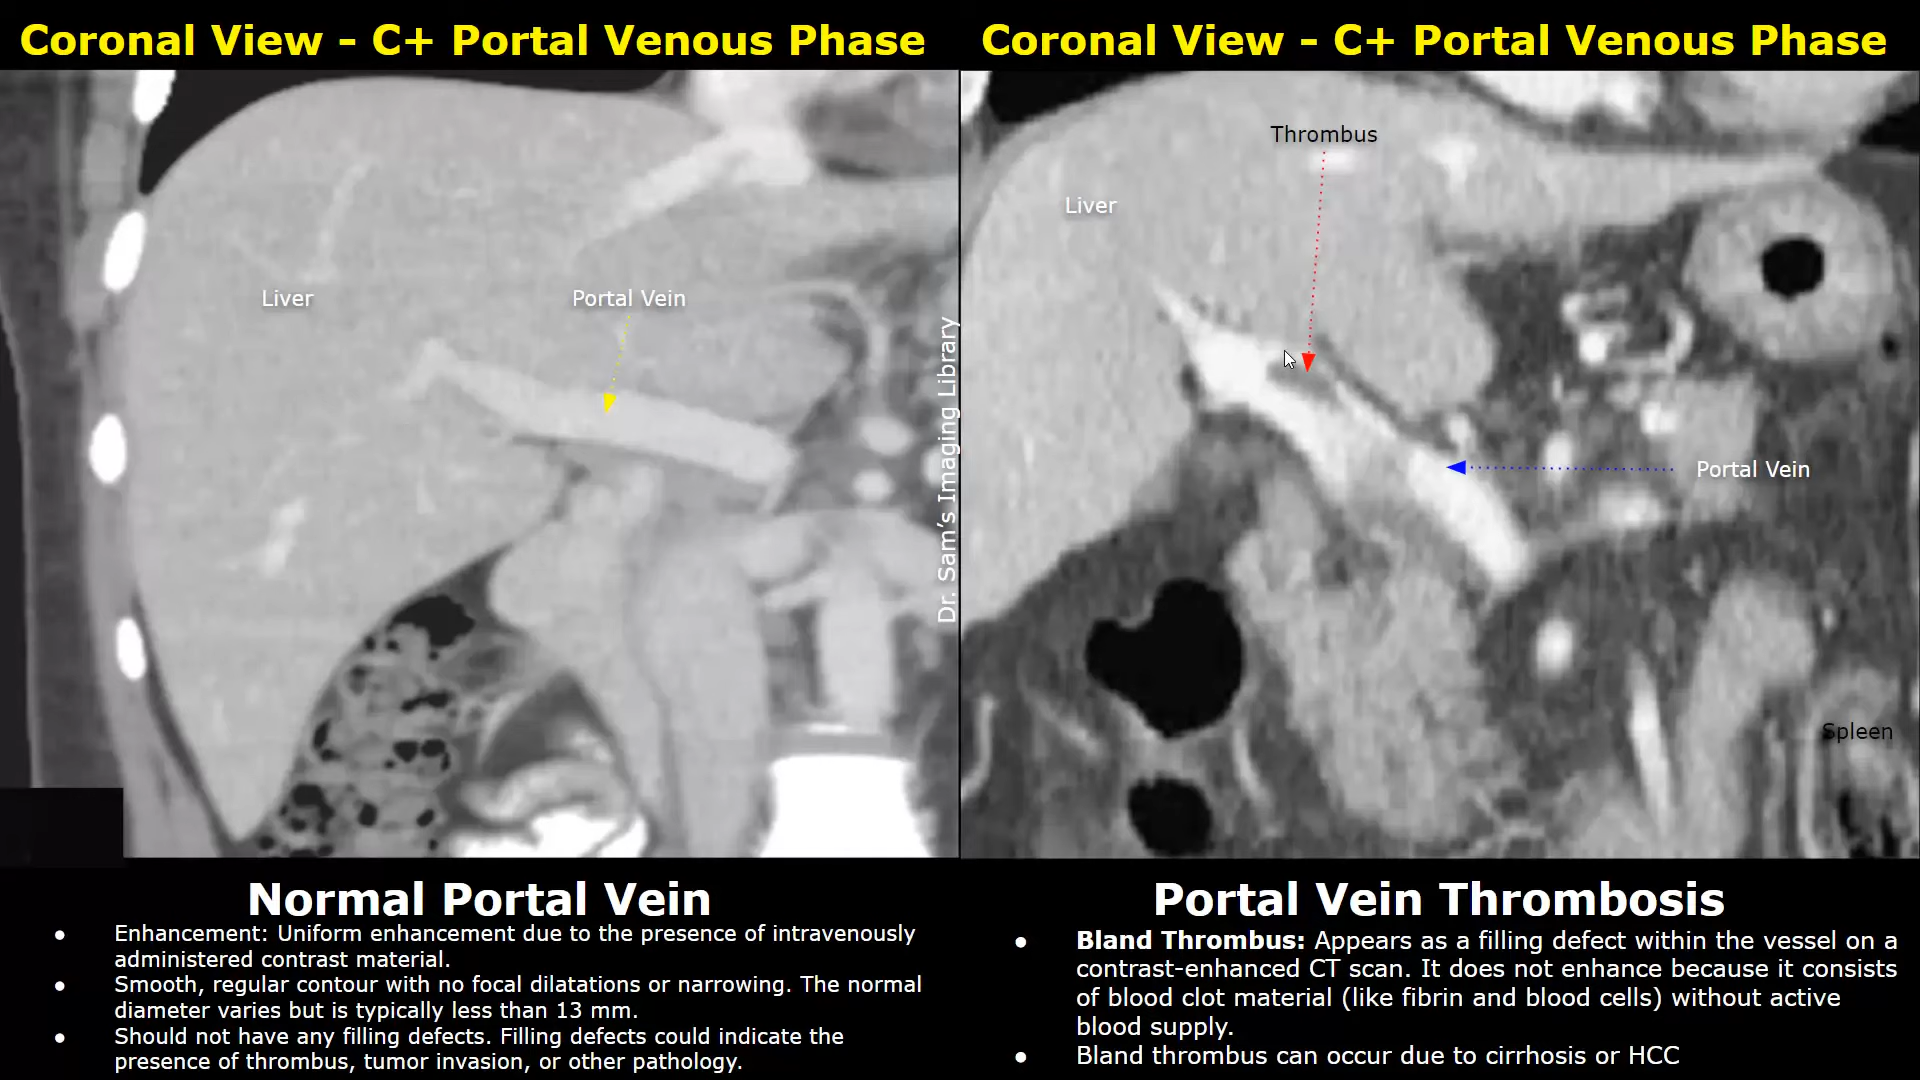 Coronal View - C+ Portal Venous Phase
Liver
Portal Vein
Dr. Sam's Imaging Library
Normal Portal Vein
● Enhancement: Uniform enhancement due to the presence of intravenously
administered contrast material.
● Smooth, regular contour with no focal dilatations or narrowing. The normal
diameter varies but is typically less than 13 mm.
● Should not have any filling defects. Filling defects could indicate the
presence of thrombus, tumor invasion, or other pathology.
Coronal View - C+ Portal Venous Phase
Thrombus
Liver
Portal Vein
Spleen
Portal Vein Thrombosis
● Bland Thrombus: Appears as a filling defect within the vessel on a
contrast-enhanced CT scan. It does not enhance because it consists
of blood clot material (like fibrin and blood cells) without active
blood supply.
● Bland thrombus can occur due to cirrhosis or HCC